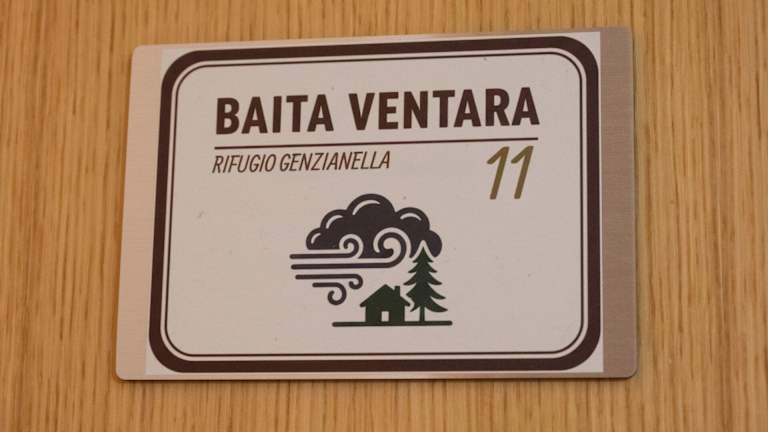 BAITA VENTARA
RIFUGIO GENZIANELLA
11